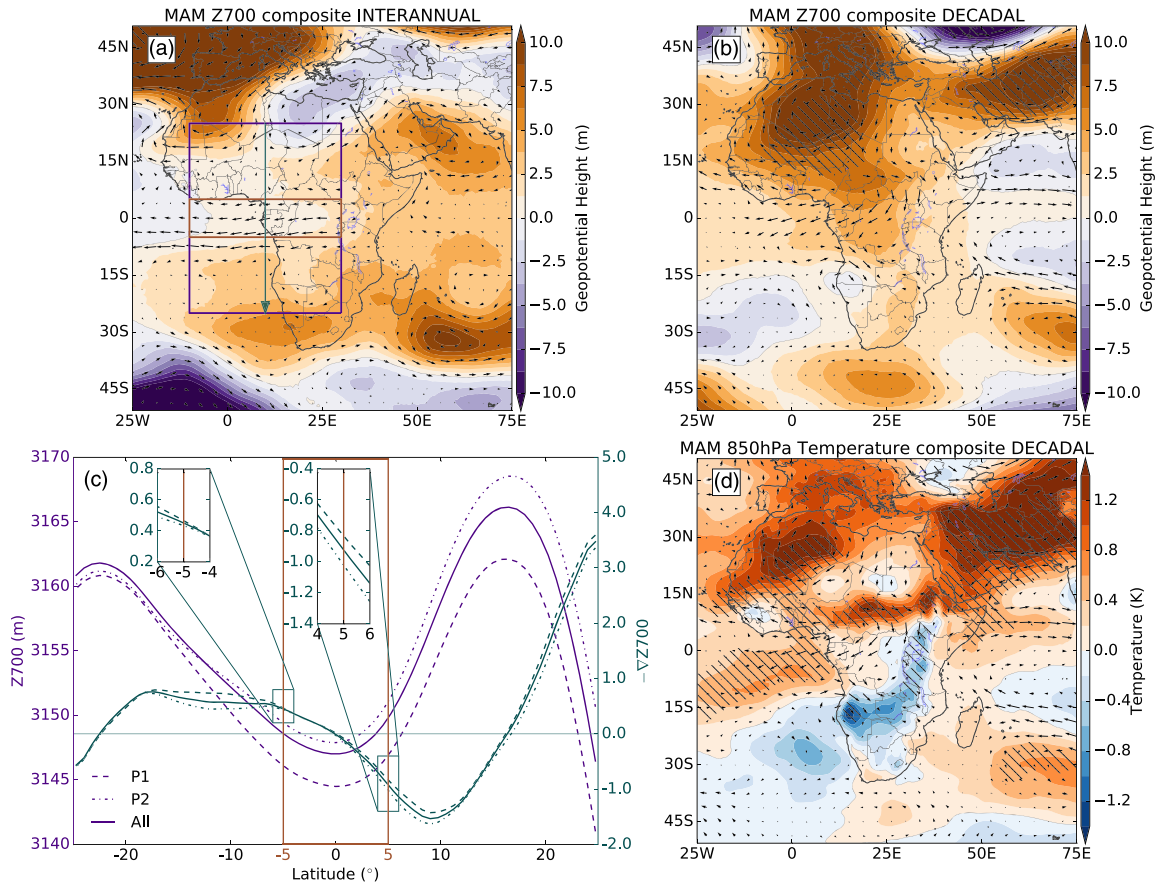 MAM Z700 composite INTERANNUAL
(a)
45N
30N
15N
0
15S
30S
45S
25W 0 25E 50E 75E
10.0
7.5
5.0
2.5
0.0
−2.5
−5.0
−7.5
−10.0
Geopotential Height (m)
MAM Z700 composite DECADAL
(b)
45N
30N
15N
0
15S
30S
45S
25W 0 25E 50E 75E
10.0
7.5
5.0
2.5
0.0
−2.5
−5.0
−7.5
−10.0
Geopotential Height (m)
(c)
3170
3165
3160
3155
3150
3145
3140
Z700 (m)
0.8
0.6
0.4
0.2
-6 -5 -4
-0.4
-0.6
-0.8
-1.0
-1.2
-1.4
4 5 6
P1
P2
All
-20 -10 -5 0 5 10 20
Latitude (°)
5.0
4.0
3.0
2.0
1.0
0.0
-1.0
-2.0
−∇Z700
MAM 850hPa Temperature composite DECADAL
(d)
45N
30N
15N
0
15S
30S
45S
25W 0 25E 50E 75E
1.2
0.8
0.4
0.0
−0.4
−0.8
−1.2
Temperature (K)